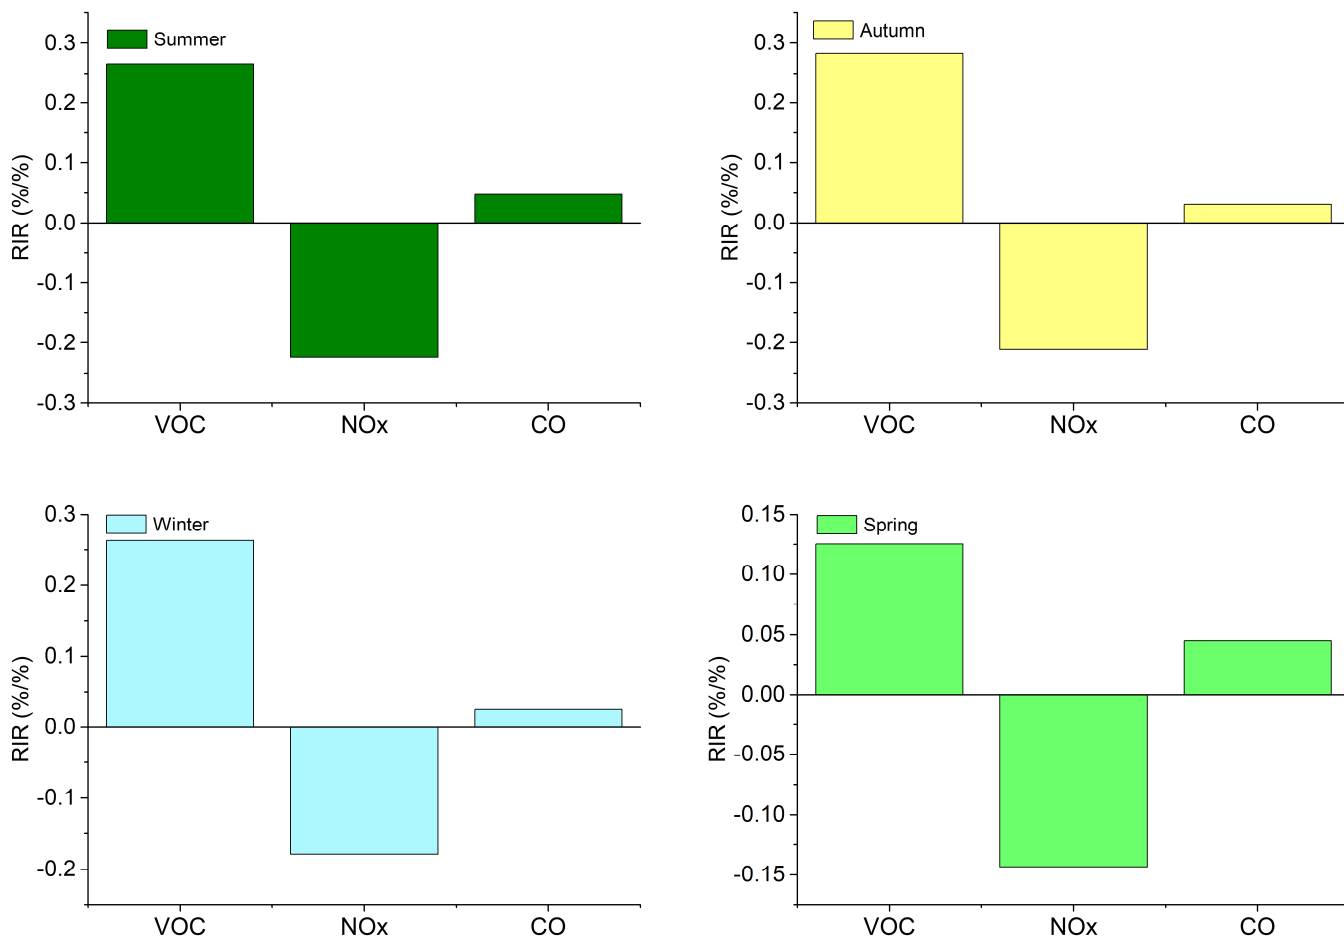 Summer
0.3
0.2
0.1
0.0
-0.1
-0.2
-0.3
RIR (%/%)
VOC NOx CO
Autumn
0.3
0.2
0.1
0.0
-0.1
-0.2
-0.3
RIR (%/%)
VOC NOx CO
Winter
0.3
0.2
0.1
0.0
-0.1
-0.2
RIR (%/%)
VOC NOx CO
Spring
0.15
0.10
0.05
0.00
-0.05
-0.10
-0.15
RIR (%/%)
VOC NOx CO